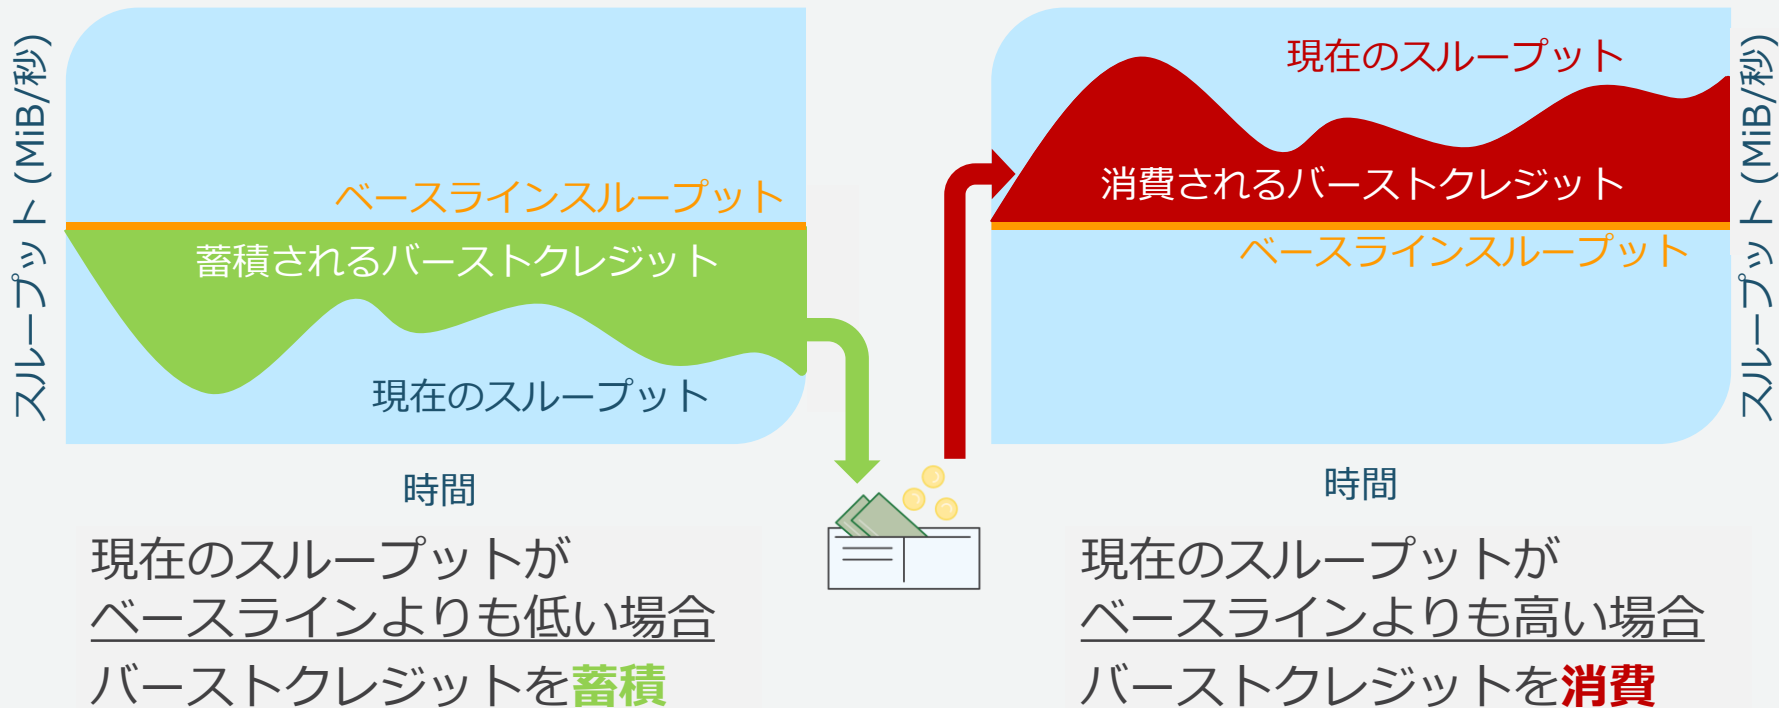 スループット (MiB/秒)
ベースラインスループット
蓄積されるバーストクレジット
現在のスループット
時間
現在のスループットが
ベースラインよりも低い場合
バーストクレジットを蓄積
現在のスループット
消費されるバーストクレジット
ベースラインスループット
スループット (MiB/秒)
時間
現在のスループットが
ベースラインよりも高い場合
バーストクレジットを消費